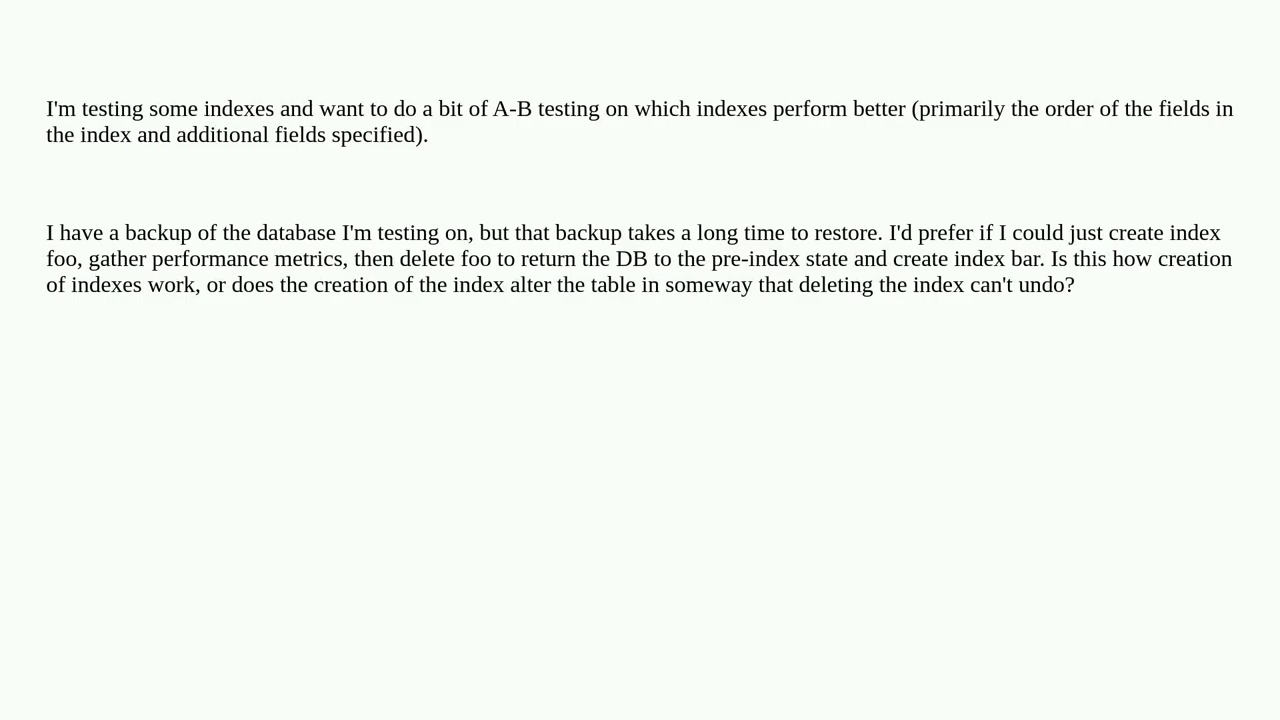 I'm testing some indexes and want to do a bit of A-B testing on which indexes perform better (primarily the order of the fields in
the index and additional fields specified).
I have a backup of the database I'm testing on, but that backup takes a long time to restore. I'd prefer if I could just create index
foo, gather performance metrics, then delete foo to return the DB to the pre-index state and create index bar. Is this how creation
of indexes work, or does the creation of the index alter the table in someway that deleting the index can't undo?